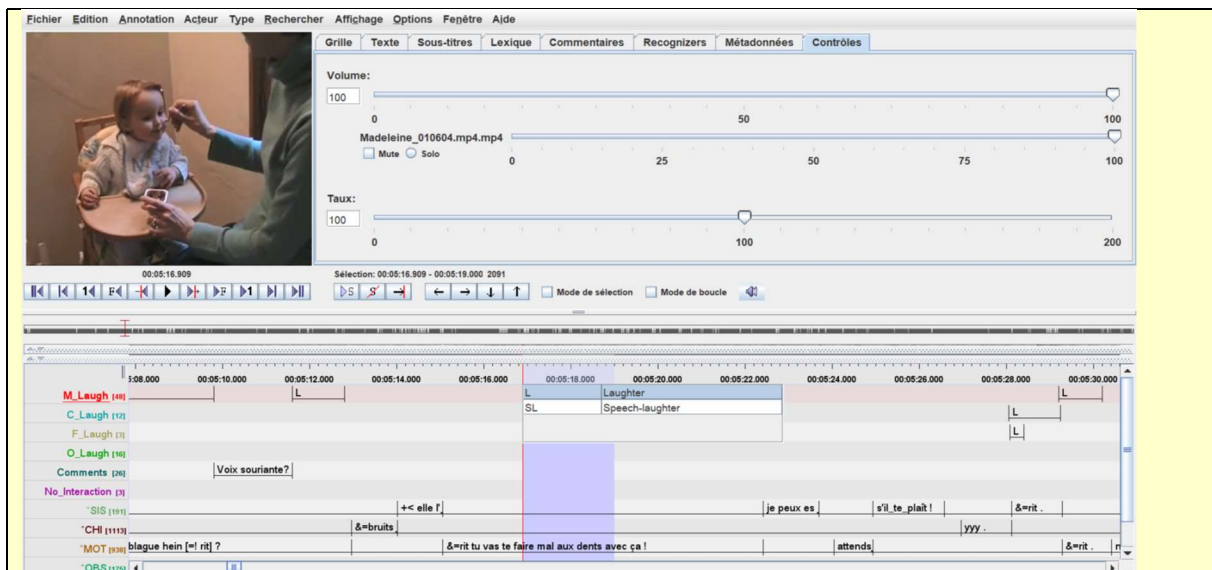 Fichier Edition Annotation Acteur Type Rechercher Affichage Options Fenêtre Aide
Grille Texte Sous-titres Lexique Commentaires Recognizers Métadonnées Contrôles
Volume:
100
0 50 100
Madeleine_010604.mp4.mp4
Mute Solo
0 25 50 75 100
Taux:
100
0 100 200
00:05:16.909
Sélection: 00:05:16.909 - 00:05:19.000 2091
1 F F 1 S S Mode de sélection Mode de boucle
5:08.000 00:05:10.000 00:05:12.000 00:05:14.000 00:05:16.000 00:05:18.000 00:05:20.000 00:05:22.000 00:05:24.000 00:05:26.000 00:05:28.000 00:05:30.000
M_Laugh [48] L L Laughter L
SL Speech-laughter
C_Laugh [12] L
F_Laugh [3] L
O_Laugh [16]
Comments [26] Voix souriante?
No_Interaction [3]
*SIS [191] +< elle l' je peux es s'il_te_plaît ! &=rit .
*CHI [1113] &=bruits yyy .
*MOT [938] blague hein [=! rit] ? &=rit tu vas te faire mal aux dents avec ça ! attends &=rit .
*OBS [175]